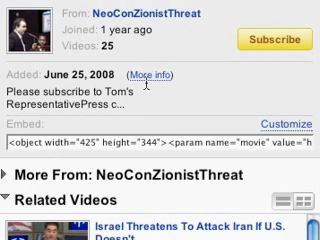 From: NeoConZionistThreat
Joined: 1 year ago
Videos: 25
Subscribe
Added: June 25, 2008 (More info)
Please subscribe to Tom's
RepresentativePress c...
Embed: Customize
<object width="425" height="344"><param name="movie" value="h
More From: NeoConZionistThreat
Related Videos
Israel Threatens To Attack Iran If U.S.
Doesn't